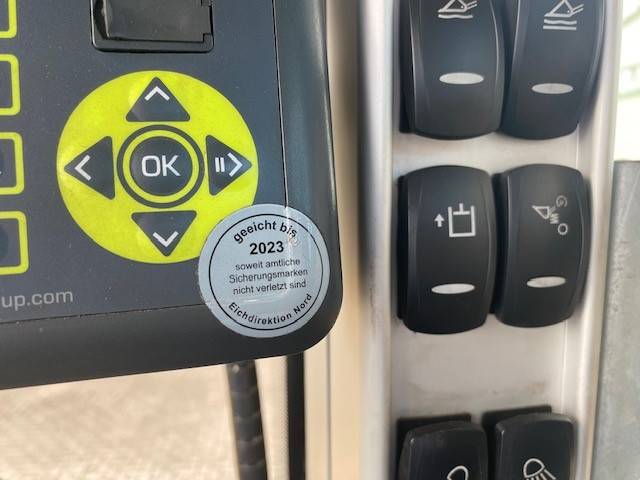 OK
geeicht bis
2023
soweit amtliche
Sicherungsmarken
nicht verletzt sind
Eichdirektion Nord
up.com